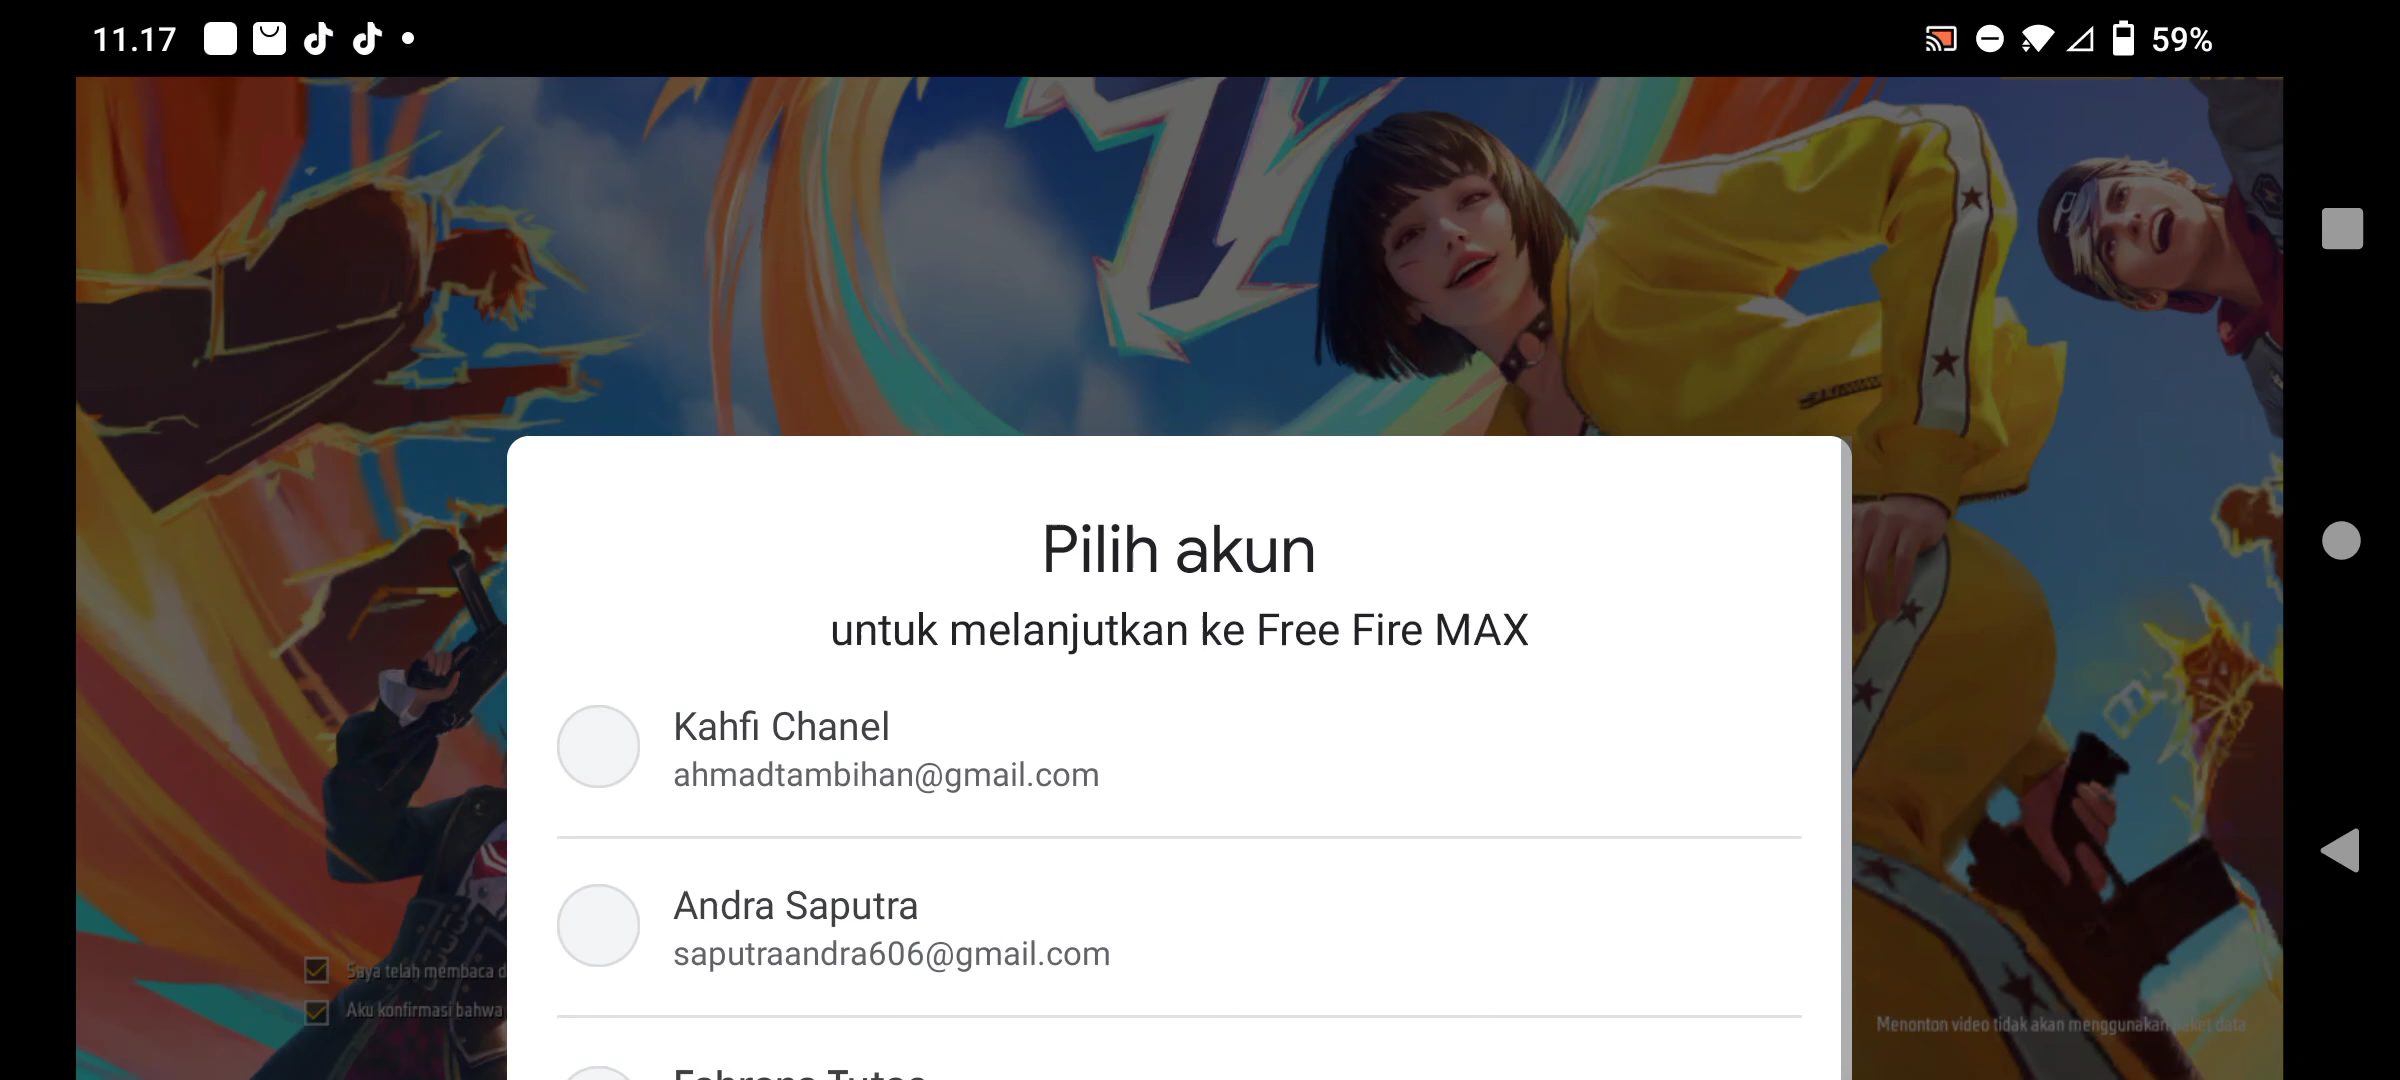 11.17
59%
Pilih akun
untuk melanjutkan ke Free Fire MAX
Kahfi Chanel
ahmadtambihan@gmail.com
Andra Saputra
saputraandra606@gmail.com
Saya telah membaca d
Aku konfirmasi bahwa
Menonton video tidak akan menggunakan paket data